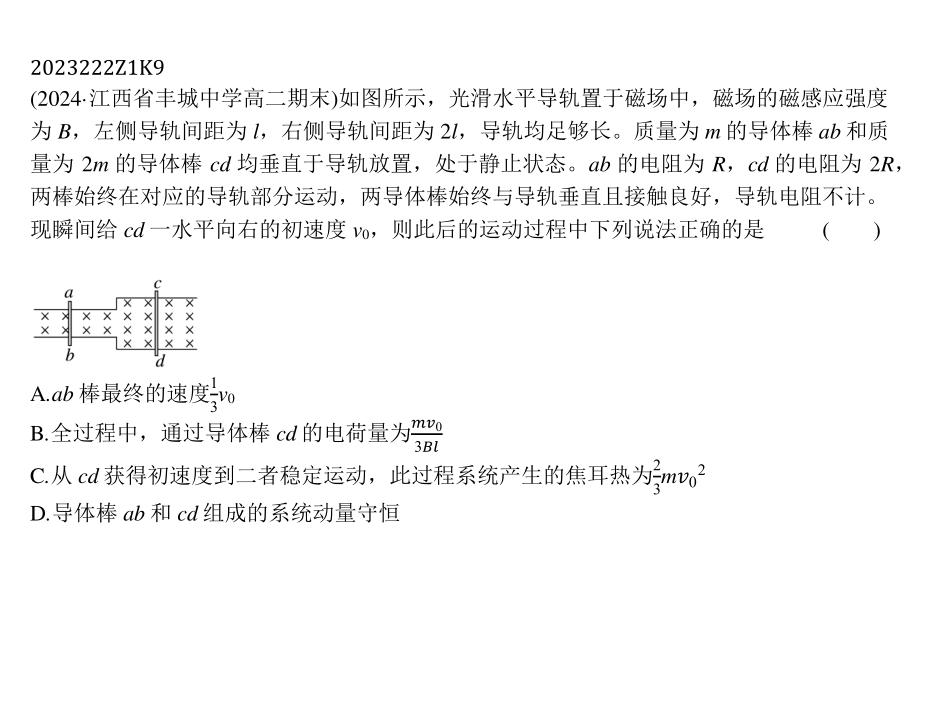 2023222Z1K9
(2024·江西省丰城中学高二期末)如图所示，光滑水平导轨置于磁场中，磁场的磁感应强度
为 B，左侧导轨间距为 l，右侧导轨间距为 2l，导轨均足够长。质量为 m 的导体棒 ab 和质
量为 2m 的导体棒 cd 均垂直于导轨放置，处于静止状态。ab 的电阻为 R，cd 的电阻为 2R，
两棒始终在对应的导轨部分运动，两导体棒始终与导轨垂直且接触良好，导轨电阻不计。
现瞬间给 cd 一水平向右的初速度 v₀，则此后的运动过程中下列说法正确的是 (  )
c
a
b
d
A.ab 棒最终的速度\frac{1}{3}v₀
B.全过程中，通过导体棒 cd 的电荷量为\frac{mv₀}{3Bl}
C.从 cd 获得初速度到二者稳定运动，此过程系统产生的焦耳热为\frac{2}{3}mv₀²
D.导体棒 ab 和 cd 组成的系统动量守恒